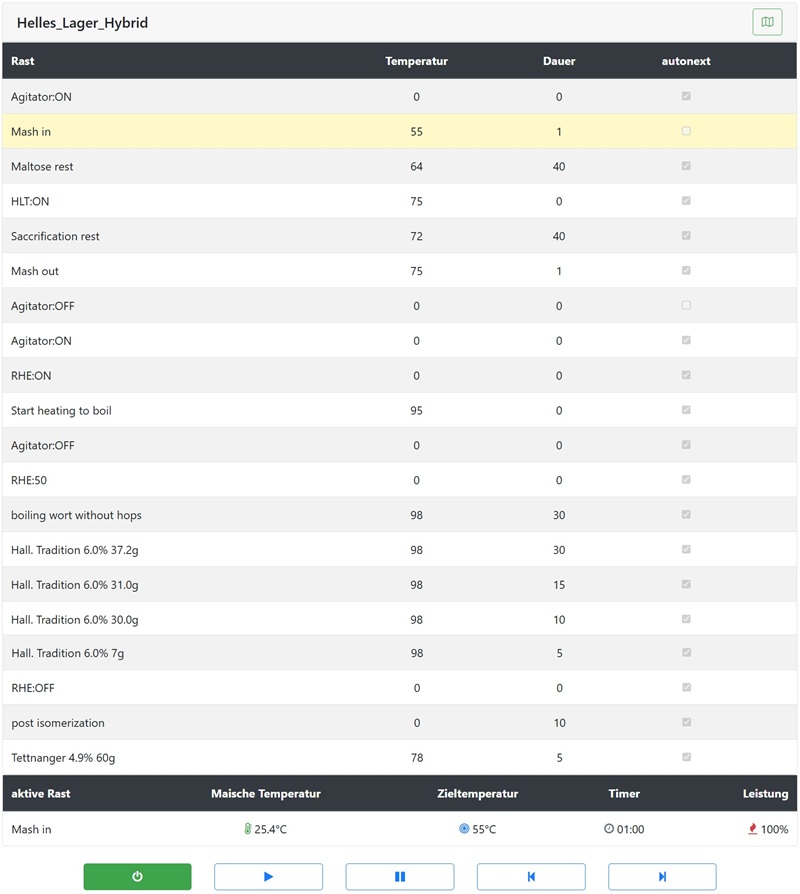 Helles_Lager_Hybrid
Rast Temperatur Dauer autonext
Agitator:ON 0 0
Mash in 55 1
Maltose rest 64 40
HLT:ON 75 0
Saccrification rest 72 40
Mash out 75 1
Agitator:OFF 0 0
Agitator:ON 0 0
RHE:ON 0 0
Start heating to boil 95 0
Agitator:OFF 0 0
RHE:50 0 0
boiling wort without hops 98 30
Hall. Tradition 6.0% 37.2g 98 30
Hall. Tradition 6.0% 31.0g 98 15
Hall. Tradition 6.0% 30.0g 98 10
Hall. Tradition 6.0% 7g 98 5
RHE:OFF 0 0
post isomerization 0 10
Tettnanger 4.9% 60g 78 5
aktive Rast Maische Temperatur Zieltemperatur Timer Leistung
Mash in 25.4°C 55°C 01:00 100%